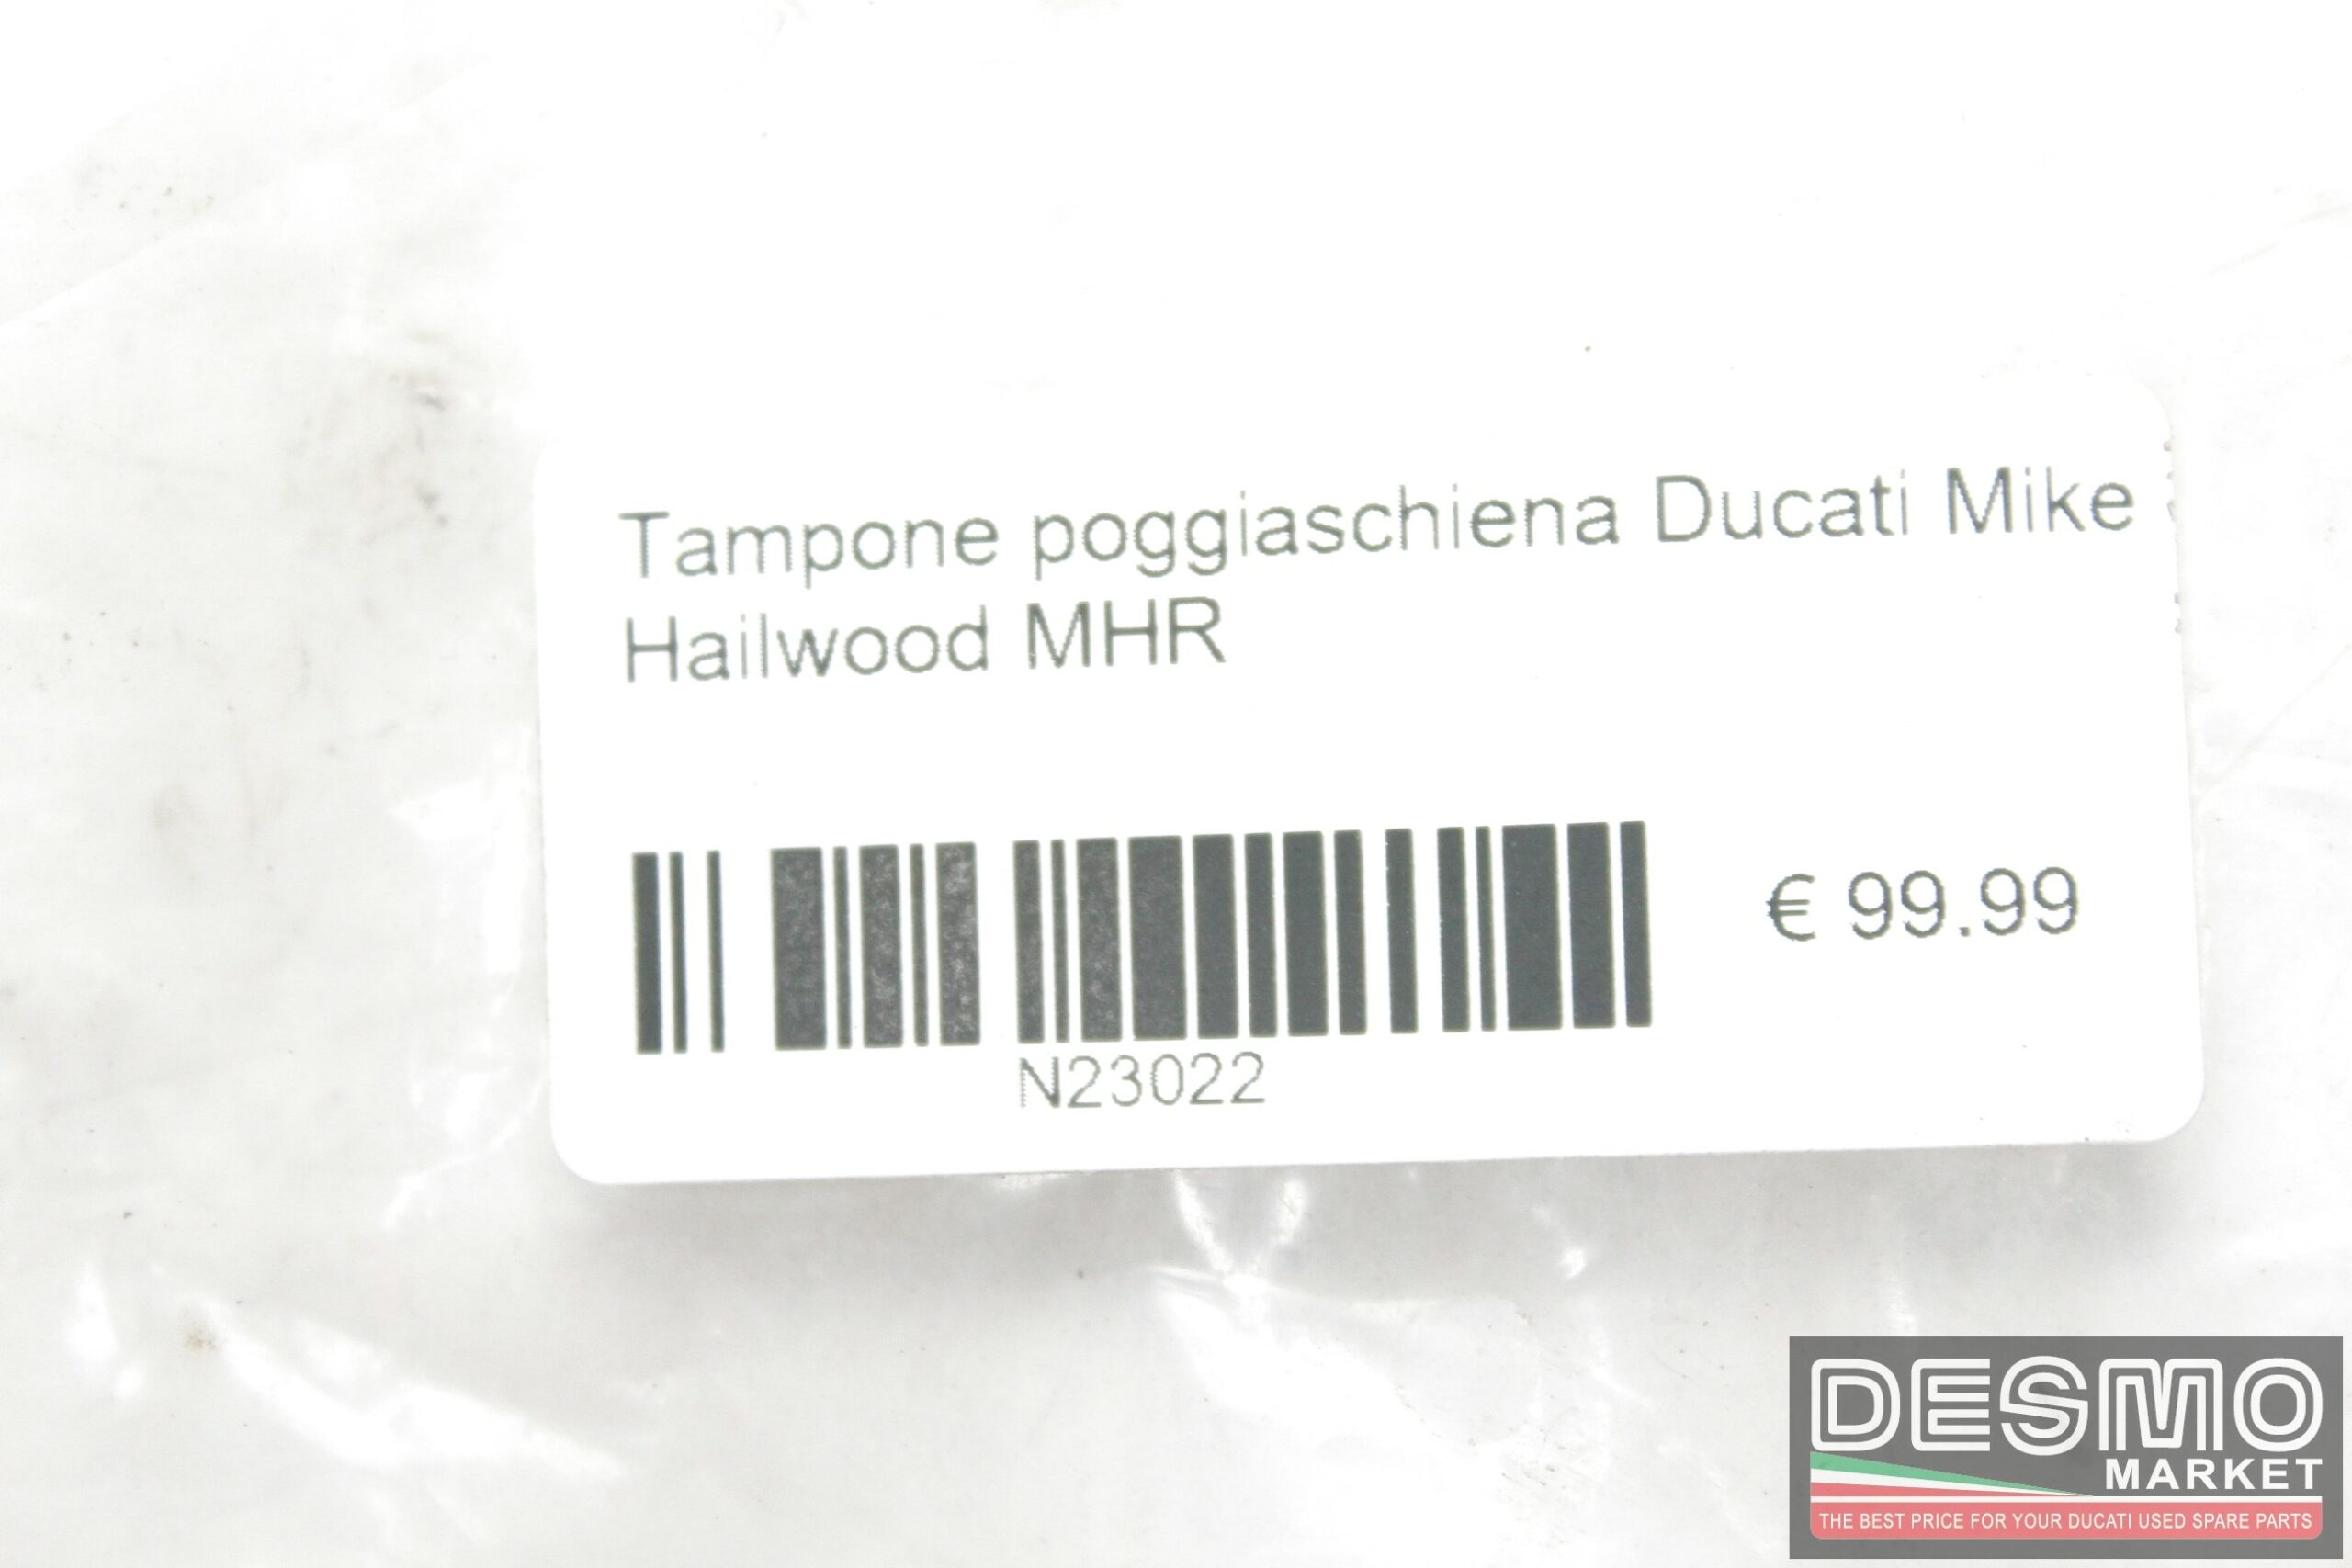 Tampone poggiaschiena Ducati Mike
Hailwood MHR
€ 99.99
N23022
DESMO
MARKET
THE BEST PRICE FOR YOUR DUCATI USED SPARE PARTS